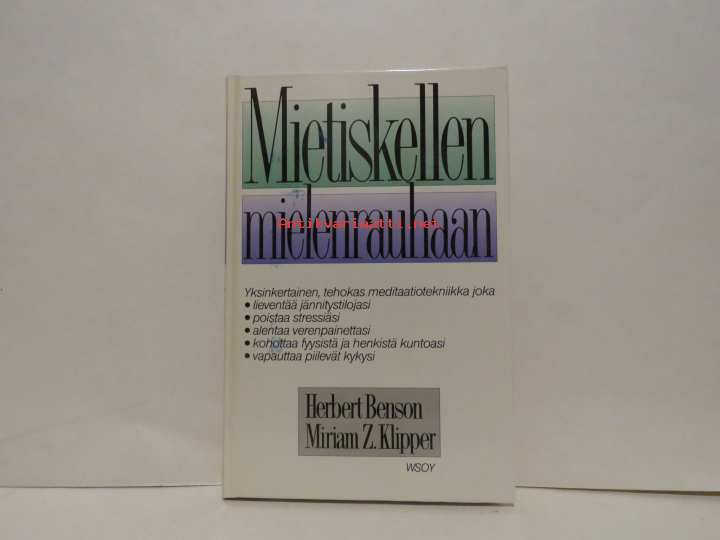 Mietiskellen
Antikvariaatti.net
mielenrauhaan
Yksinkertainen, tehokas meditaatiotekniikka joka
• lieventää jännitystilojasi
• poistaa stressiäsi
• alentaa verenpainettasi
• kohottaa fyysistä ja henkistä kuntoasi
• vapauttaa piilevät kykysi
Herbert Benson
Miriam Z. Klipper
WSOY